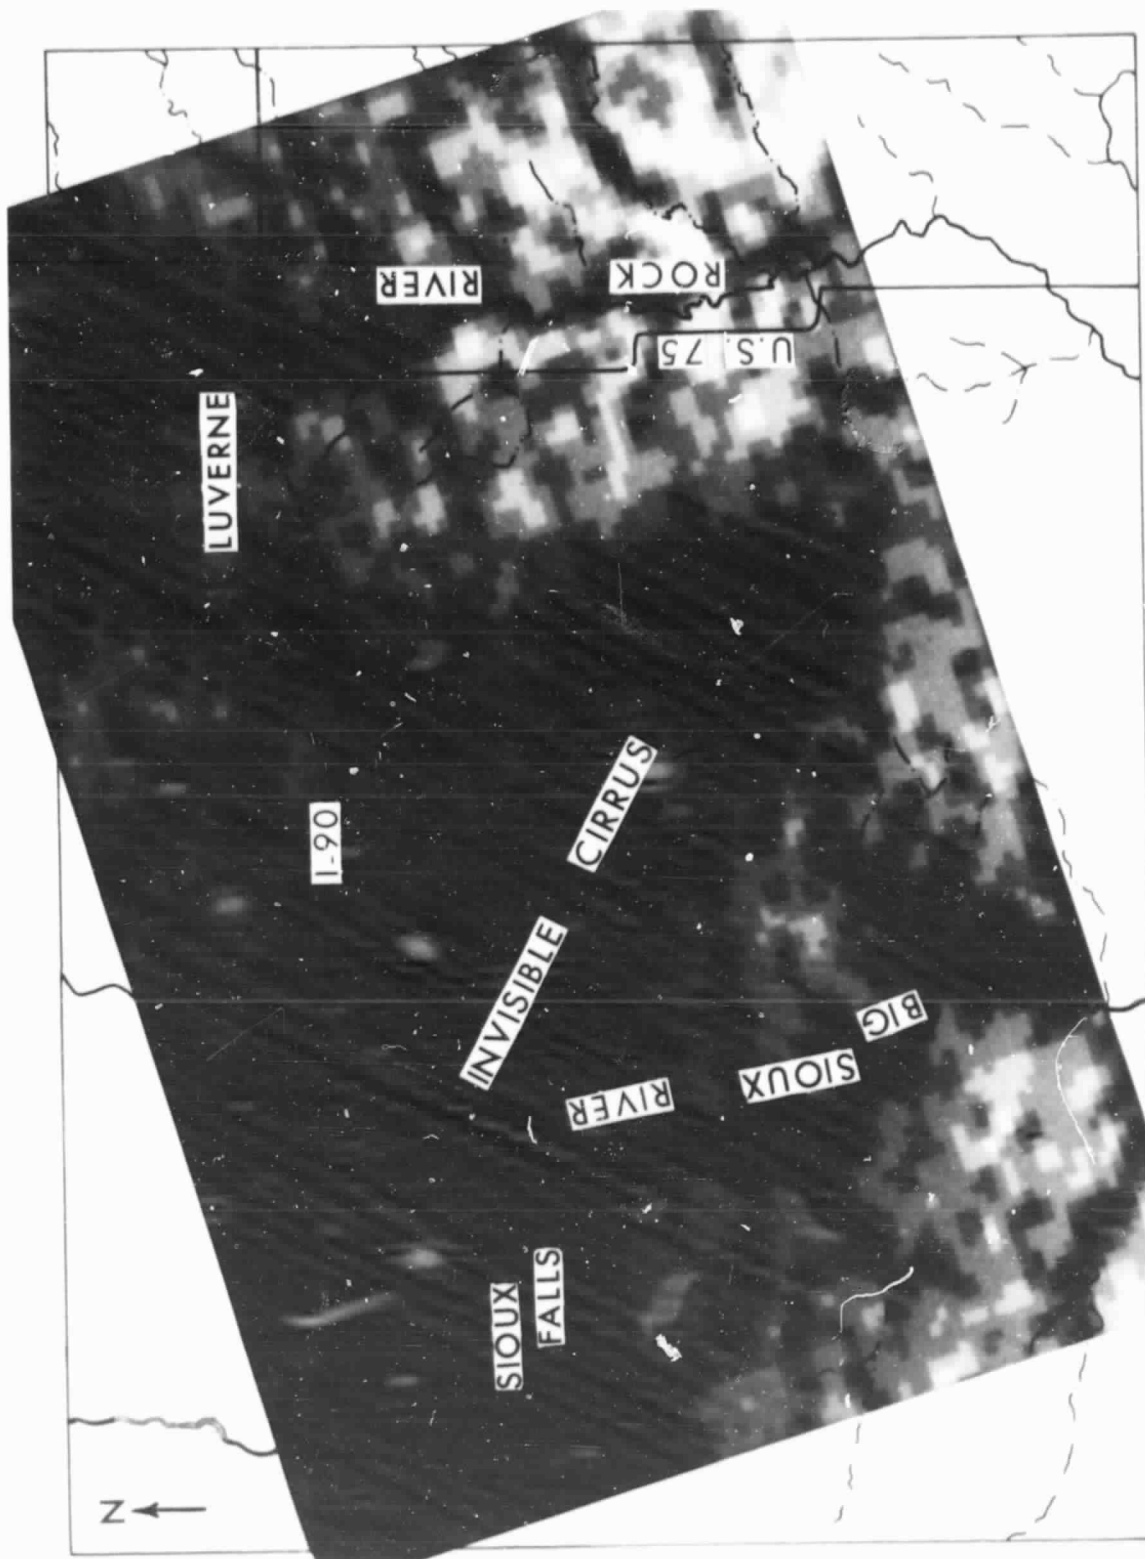 N
LUVERNE
I-90
ROCK
RIVER
U.S. 75
INVISIBLE
CIRRUS
SIOUX
FALLS
BIG
SIOUX
RIVER